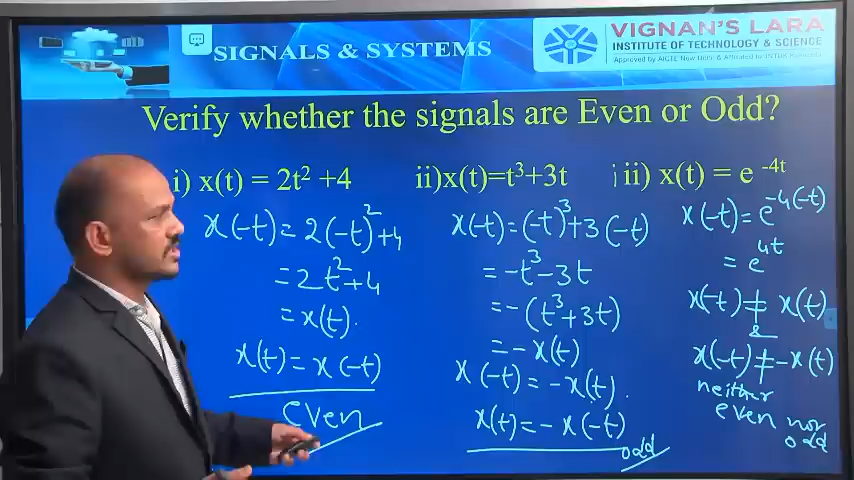 SIGNALS & SYSTEMS
VIGNAN'S LARA
INSTITUTE OF TECHNOLOGY & SCIENCE
Verify whether the signals are Even or Odd?
i) x(t) = 2t² +4
x(-t) = 2(-t)²+4
= 2t²+4
= x(t).
x(t) = x(-t)
even
ii)x(t)=t³+3t
x(-t) = (-t)³+3(-t)
= -t³-3t
= -(t³+3t)
= -x(t)
x(-t) = -x(t).
x(t) = -x(-t)
odd
iii) x(t) = e ^-4t
x(-t) = e^-4(-t)
= e^4t
x(-t) ≠ x(t)
&
x(-t) ≠ -x(t)
neither
even nor
odd